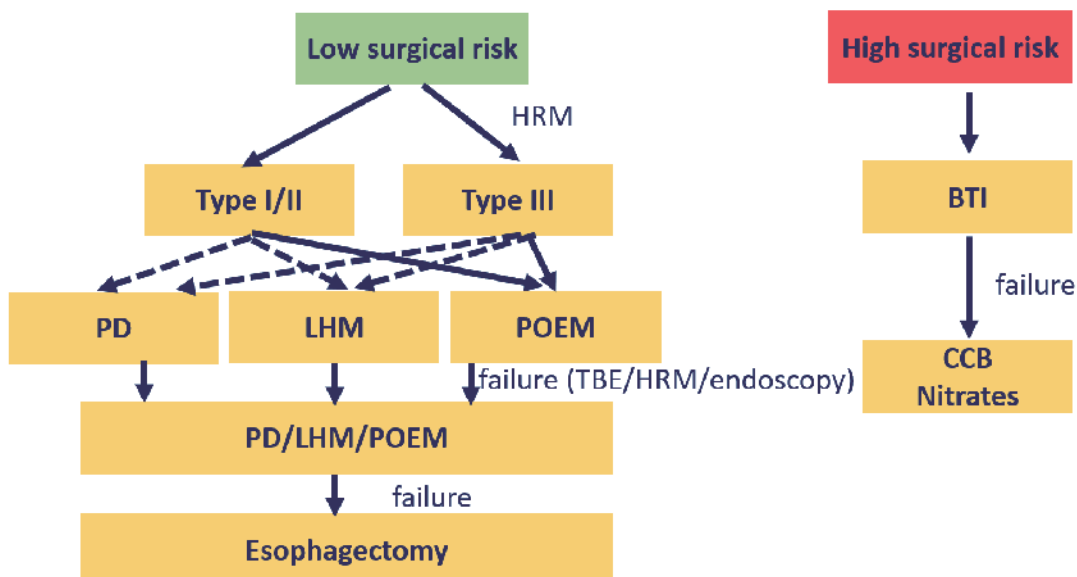 Low surgical risk
High surgical risk
HRM
Type I/II
Type III
BTI
failure
PD
LHM
POEM
CCB
Nitrates
failure (TBE/HRM/endoscopy)
PD/LHM/POEM
failure
Esophagectomy